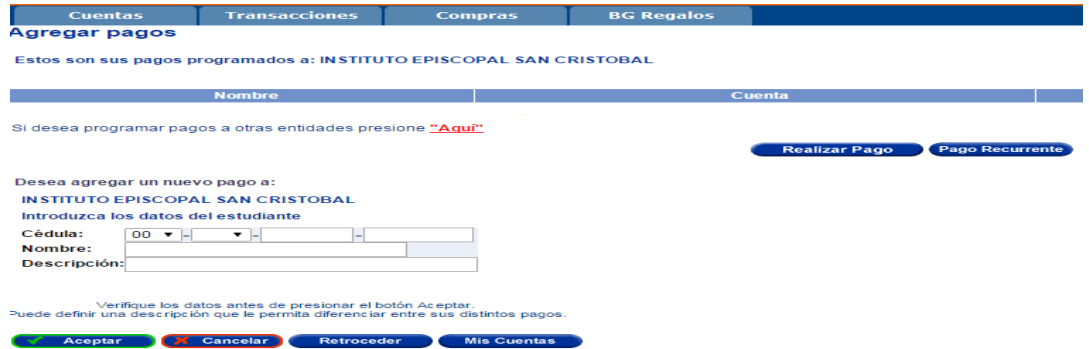 Cuentas Transacciones Compras BG Regalos
Agregar pagos
Estos son sus pagos programados a: INSTITUTO EPISCOPAL SAN CRISTOBAL
Nombre Cuenta
Si desea programar pagos a otras entidades presione "Aquí"
Realizar Pago Pago Recurrente
Desea agregar un nuevo pago a:
INSTITUTO EPISCOPAL SAN CRISTOBAL
Introduzca los datos del estudiante
Cédula: 00 - - -
Nombre:
Descripción:
Verifique los datos antes de presionar el botón Aceptar.
Puede definir una descripción que le permita diferenciar entre sus distintos pagos.
Aceptar Cancelar Retroceder Mis Cuentas